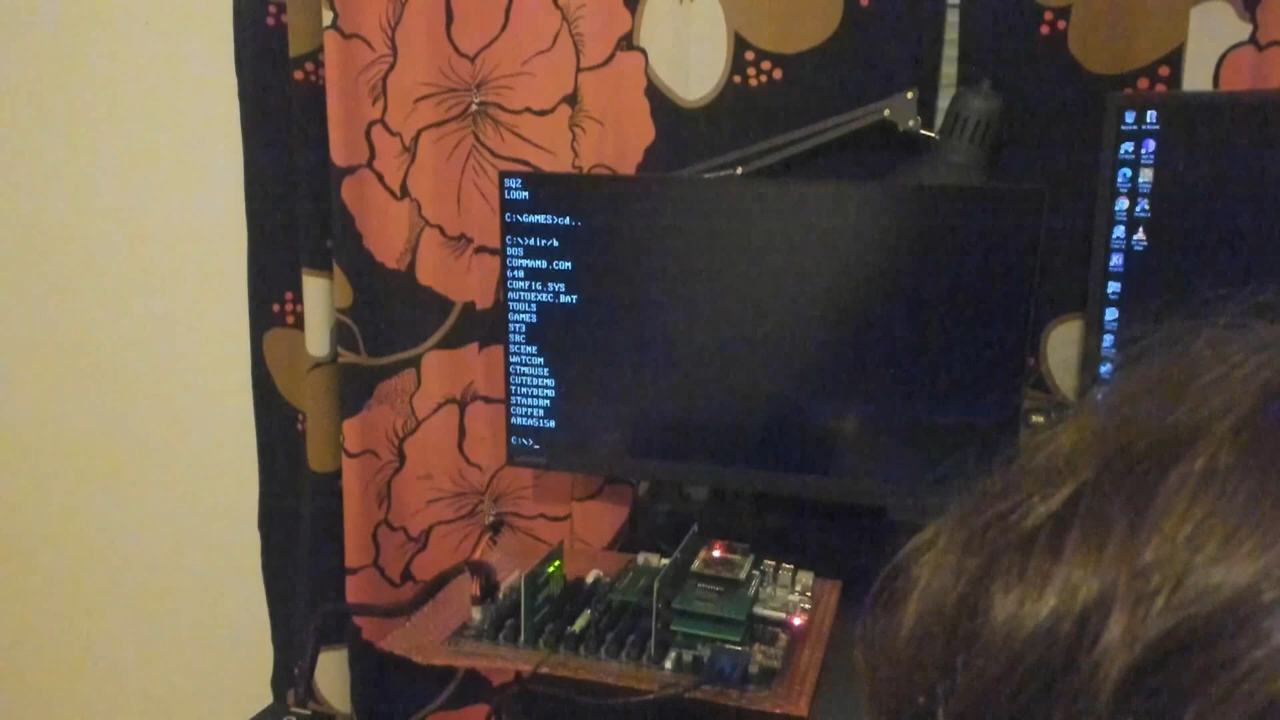 SQZ
LOOM
C:\GAMES>cd..
C:\>dir/b
DOS
COMMAND.COM
640
CONFIG.SYS
AUTOEXEC.BAT
TOOLS
GAMES
ST3
SRC
SCENE
WATCOM
CTMOUSE
CUTEDEMO
TINYDEMO
STARDRM
COPPER
AREA5150
C:\>_